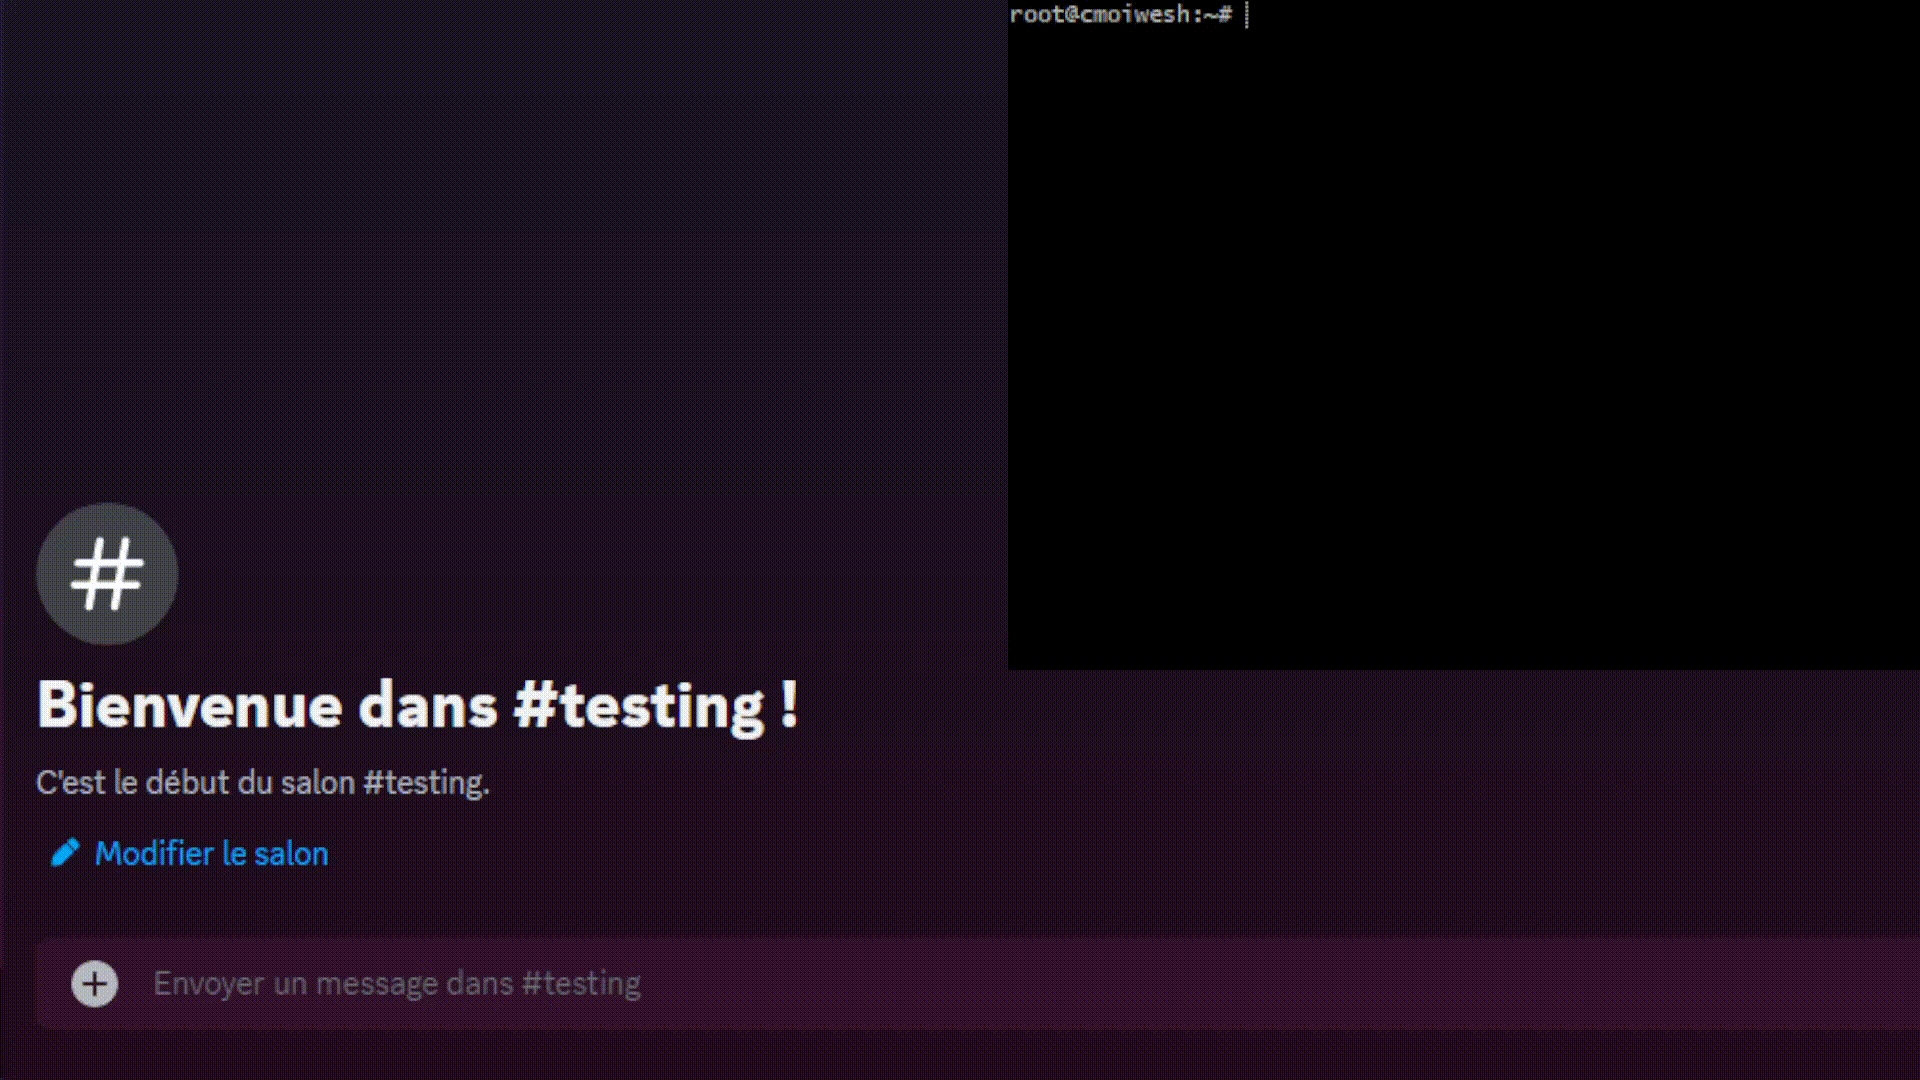 root@cmoiwesh:~#
Bienvenue dans #testing !
C'est le début du salon #testing.
Modifier le salon
Envoyer un message dans #testing